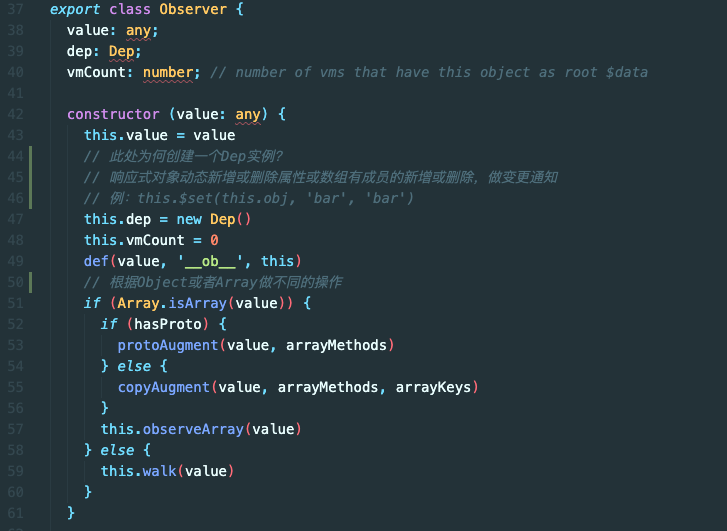 37 export class Observer {
38 value: any;
39 dep: Dep;
40 vmCount: number; // number of vms that have this object as root $data
41
42 constructor (value: any) {
43 this.value = value
44 // 此处为何创建一个Dep实例?
45 // 响应式对象动态新增或删除属性或数组有成员的新增或删除，做变更通知
46 // 例：this.$set(this.obj, 'bar', 'bar')
47 this.dep = new Dep()
48 this.vmCount = 0
49 def(value, '__ob__', this)
50 // 根据Object或者Array做不同的操作
51 if (Array.isArray(value)) {
52 if (hasProto) {
53 protoAugment(value, arrayMethods)
54 } else {
55 copyAugment(value, arrayMethods, arrayKeys)
56 }
57 this.observeArray(value)
58 } else {
59 this.walk(value)
60 }
61 }